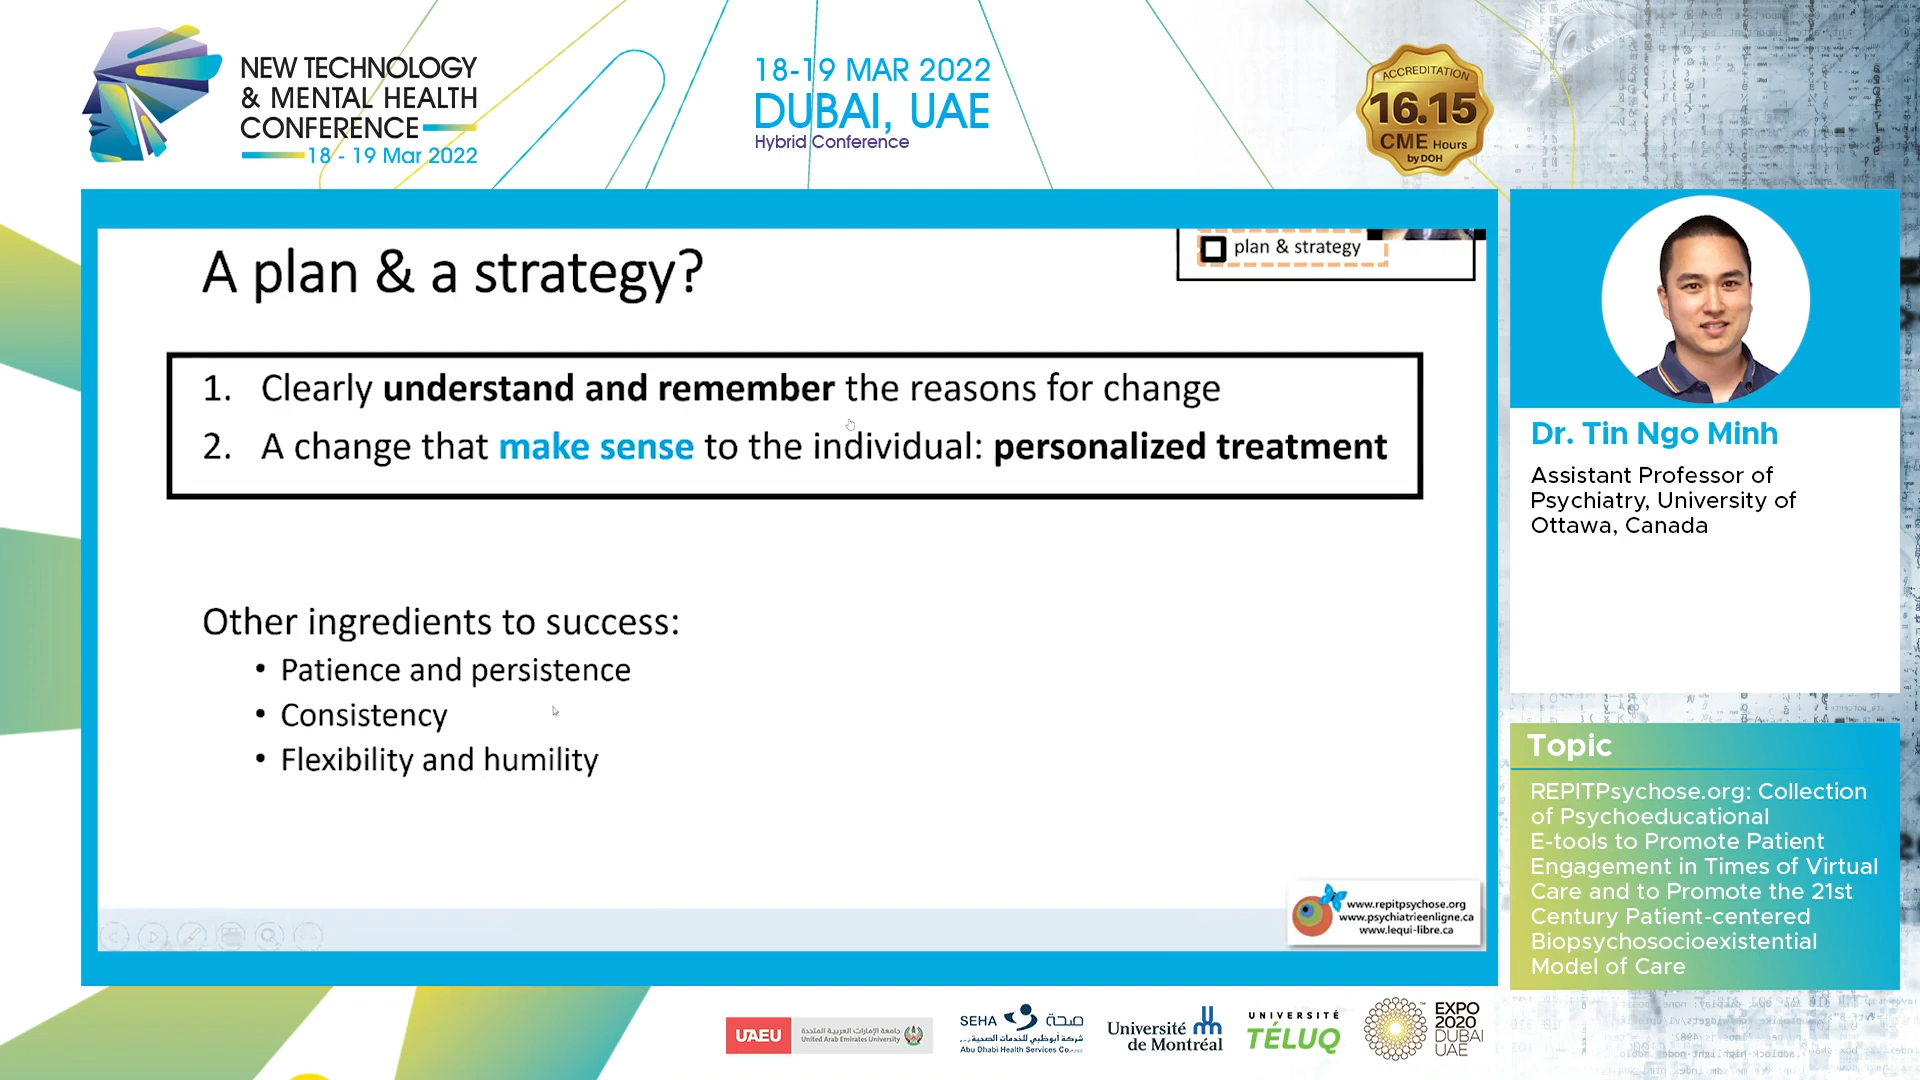 NEW TECHNOLOGY
& MENTAL HEALTH
CONFERENCE
18 - 19 Mar 2022
18-19 MAR 2022
DUBAI, UAE
Hybrid Conference
ACCREDITATION
16.15
CME Hours
by DOH
plan & strategy
A plan & a strategy?
1. Clearly understand and remember the reasons for change
2. A change that make sense to the individual: personalized treatment
Other ingredients to success:
• Patience and persistence
• Consistency
• Flexibility and humility
www.repitpsychose.org
www.psychiatrieenligne.ca
www.lequi-libre.ca
Dr. Tin Ngo Minh
Assistant Professor of
Psychiatry, University of
Ottawa, Canada
Topic
REPITPsychose.org: Collection
of Psychoeducational
E-tools to Promote Patient
Engagement in Times of Virtual
Care and to Promote the 21st
Century Patient-centered
Biopsychosocioexistential
Model of Care
UAEU
جامعة الإمارات العربية المتحدة
United Arab Emirates University
SEHA صحة
شركة أبوظبي للخدمات الصحية
Abu Dhabi Health Services Co.
Université
de Montréal
UNIVERSITÉ
TÉLUQ
EXPO
2020
DUBAI
UAE